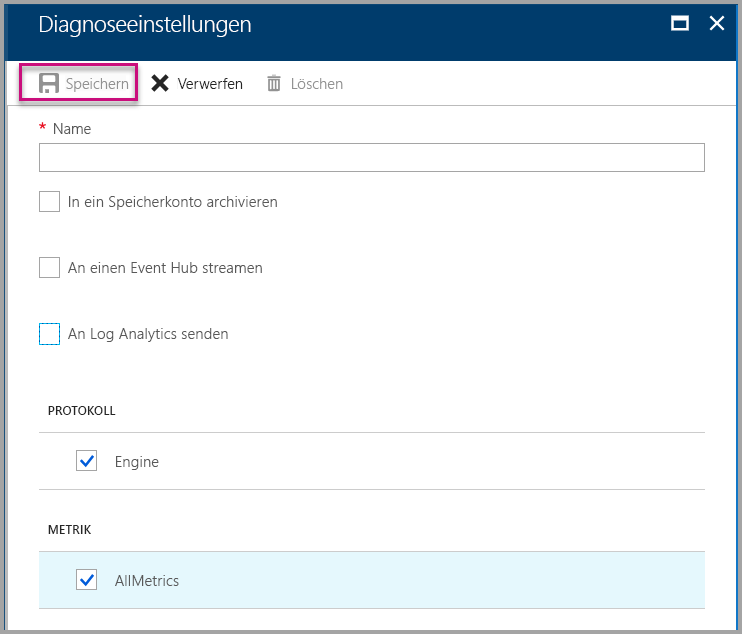 Diagnoseeinstellungen
Speichern Verwerfen Löschen
* Name
In ein Speicherkonto archivieren
An einen Event Hub streamen
An Log Analytics senden
PROTOKOLL
Engine
METRIK
AllMetrics